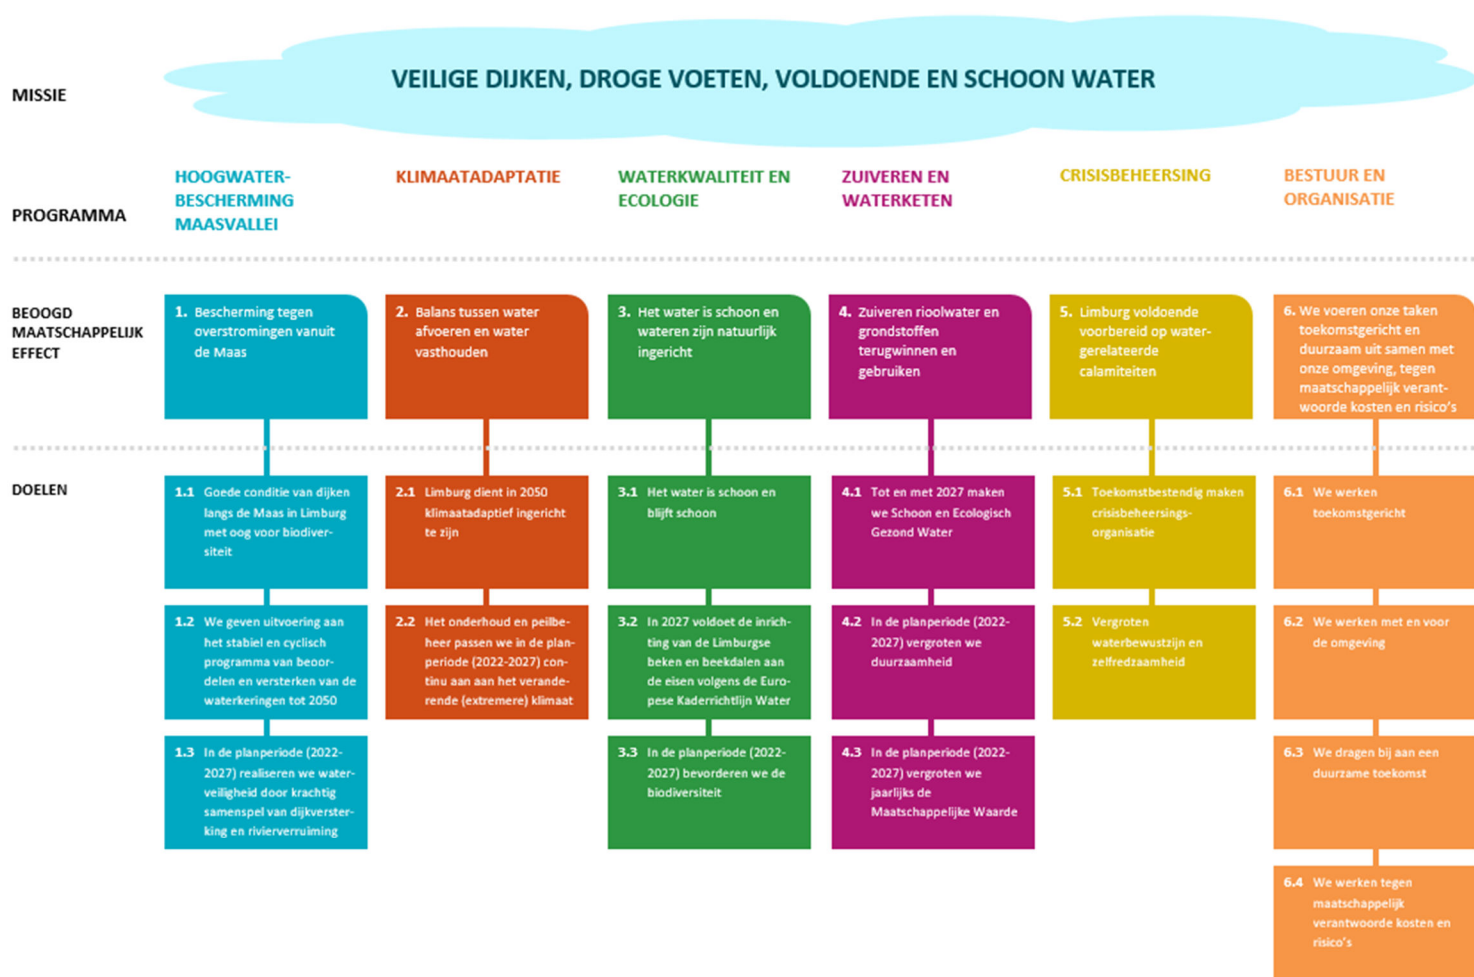 MISSIE
VEILIGE DIJKEN, DROGE VOETEN, VOLDOENDE EN SCHOON WATER
PROGRAMMA
HOOGWATER-
BESCHERMING
MAASVALLEI
KLIMAATADAPTATIE
WATERKWALITEIT EN
ECOLOGIE
ZUIVEREN EN
WATERKETEN
CRISISBEHEERSING
BESTUUR EN
ORGANISATIE
BEOOGD
MAATSCHAPPELIJK
EFFECT
1. Bescherming tegen
overstromingen vanuit
de Maas
2. Balans tussen water
afvoeren en water
vasthouden
3. Het water is schoon en
wateren zijn natuurlijk
ingericht
4. Zuiveren rioolwater en
grondstoffen
terugwinnen en
gebruiken
5. Limburg voldoende
voorbereid op water-
gerelateerde
calamiteiten
6. We voeren onze taken
toekomstgericht en
duurzaam uit samen met
onze omgeving, tegen
maatschappelijk verant-
woorde kosten en risico's
DOELEN
1.1 Goede conditie van dijken
langs de Maas in Limburg
met oog voor biodiver-
siteit
2.1 Limburg dient in 2050
klimaatadaptief ingericht
te zijn
3.1 Het water is schoon en
blijft schoon
4.1 Tot en met 2027 maken
we Schoon en Ecologisch
Gezond Water
5.1 Toekomstbestendig maken
crisisbeheersings-
organisatie
6.1 We werken
toekomstgericht
1.2 We geven uitvoering aan
het stabiel en cyclisch
programma van beoor-
delen en versterken van de
waterkeringen tot 2050
2.2 Het onderhoud en peilbe-
heer passen we in de plan-
periode (2022-2027) con-
tinu aan aan het verande-
rende (extremere) klimaat
3.2 In 2027 voldoet de inrich-
ting van de Limburgse
beken en beekdalen aan
de eisen volgens de Euro-
pese Kaderrichtlijn Water
4.2 In de planperiode (2022-
2027) vergroten we
duurzaamheid
5.2 Vergroten
waterbewustzijn en
zelfredzaamheid
6.2 We werken met en voor
de omgeving
1.3 In de planperiode (2022-
2027) realiseren we water-
veiligheid door krachtig
samenspel van dijkverster-
king en rivierverruiming
3.3 In de planperiode (2022-
2027) bevorderen we de
biodiversiteit
4.3 In de planperiode (2022-
2027) vergroten we
jaarlijks de
Maatschappelijke Waarde
6.3 We dragen bij aan een
duurzame toekomst
6.4 We werken tegen
maatschappelijk
verantwoorde kosten en
risico's